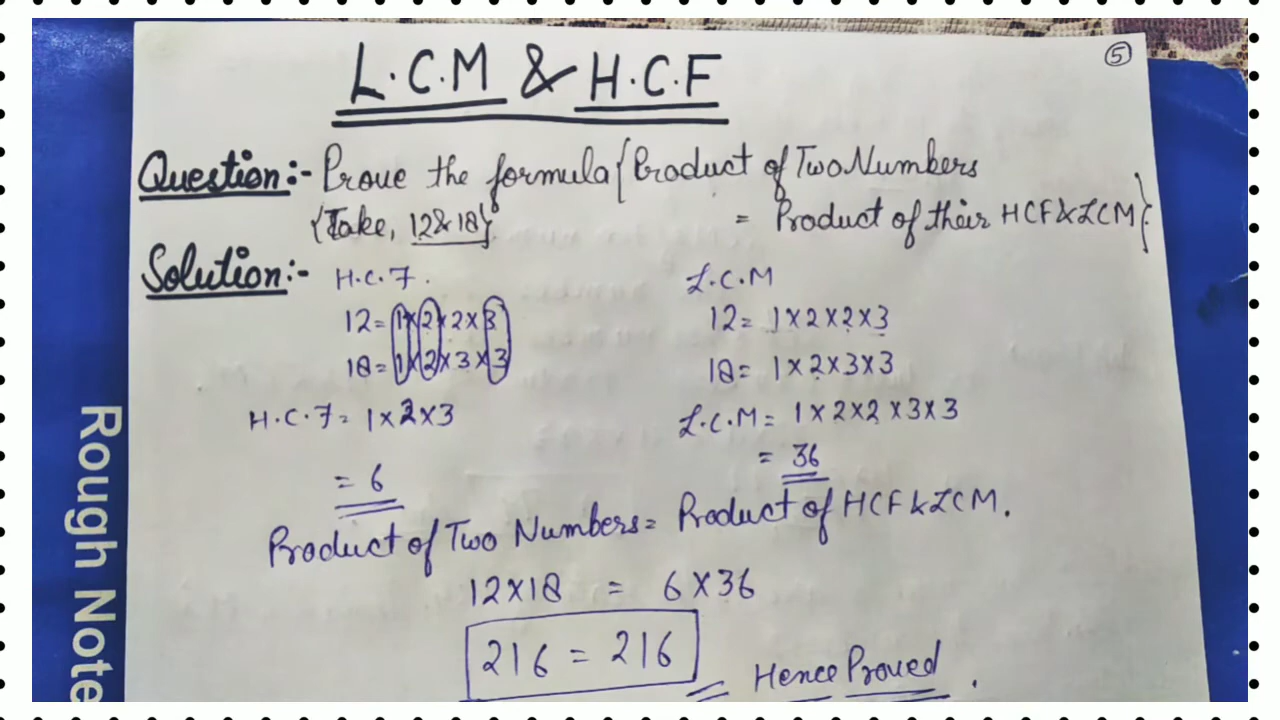 L.C.M & H.C.F
5
Question:- Prove the formula {Product of Two Numbers
{Take, 12&18} = Product of their HCF & LCM}
Solution:- H.C.F. L.C.M
12= 1×2×2×3 12= 1×2×2×3
18= 1×2×3×3 18= 1×2×3×3
H.C.F= 1×2×3 L.C.M= 1×2×2×3×3
= 6 = 36
Product of Two Numbers= Product of HCF & LCM.
12×18 = 6×36
216 = 216
Hence Proved.
Rough Note